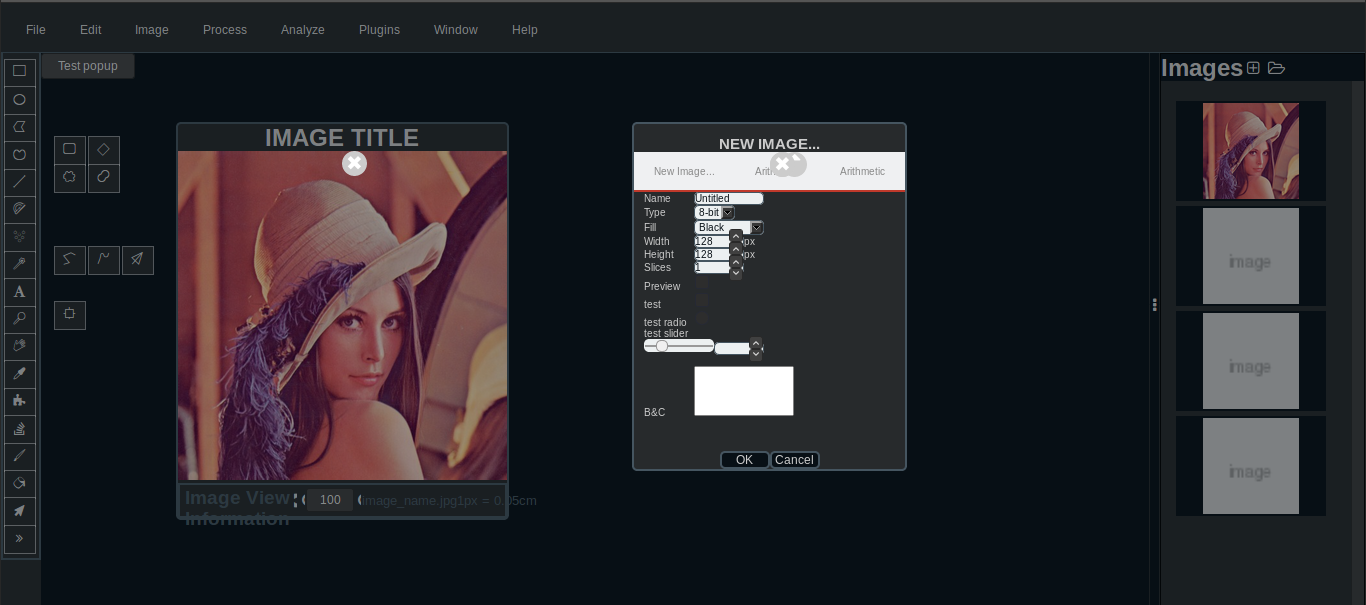 File Edit Image Process Analyze Plugins Window Help
Test popup
Images
IMAGE TITLE
NEW IMAGE...
New Image... Arithmetic
Name Untitled
Type 8-bit
Fill Black
Width 128 px
Height 128 px
Slices 1
Preview
test
test radio
test slider
B&C
OK Cancel
A
Image View
Information
100
image_name.jpg1px = 0.05cm
image
image
image